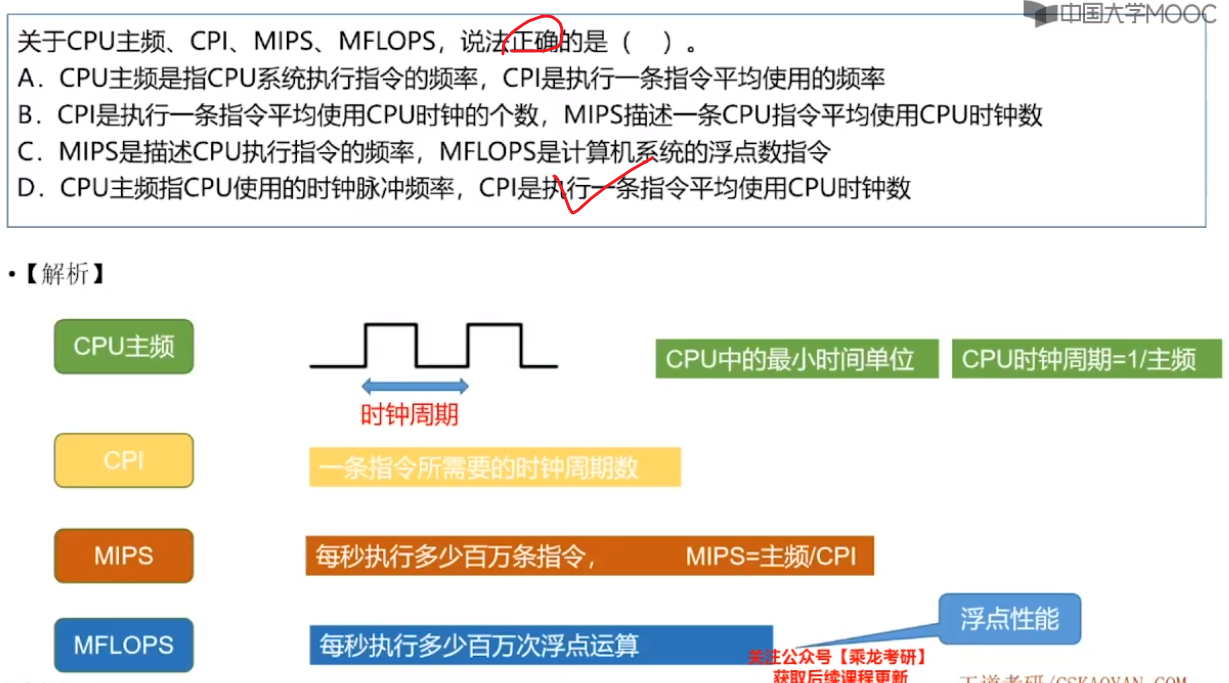 中国大学MOOC
关于CPU主频、CPI、MIPS、MFLOPS，说法正确的是（ ）。
A．CPU主频是指CPU系统执行指令的频率，CPI是执行一条指令平均使用的频率
B．CPI是执行一条指令平均使用CPU时钟的个数，MIPS描述一条CPU指令平均使用CPU时钟数
C．MIPS是描述CPU执行指令的频率，MFLOPS是计算机系统的浮点数指令
D．CPU主频指CPU使用的时钟脉冲频率，CPI是执行一条指令平均使用CPU时钟数
•【解析】
CPU主频
时钟周期
CPU中的最小时间单位
CPU时钟周期=1/主频
CPI
一条指令所需要的时钟周期数
MIPS
每秒执行多少百万条指令， MIPS=主频/CPI
MFLOPS
每秒执行多少百万次浮点运算
浮点性能
关注公众号【乘龙考研】
获取后续课程更新
王道考研/CSKAOYAN.COM